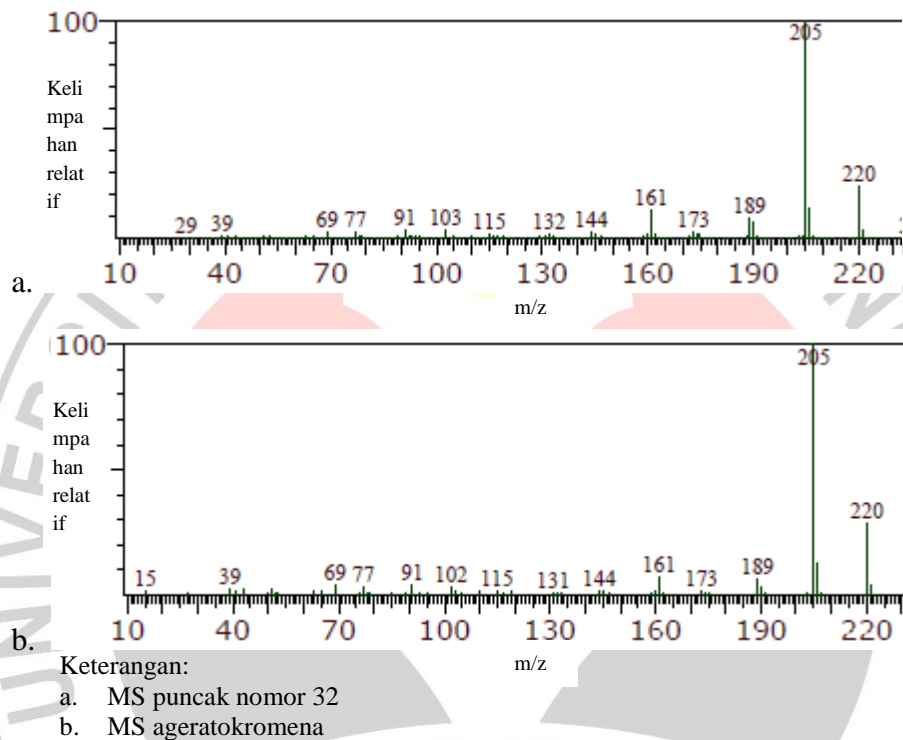 100
205
Keli
mpa
han
relat
if
220
161
189
29 39 69 77 91 103 115 132 144 173
10 40 70 100 130 160 190 220
a.
m/z
100
205
Keli
mpa
han
relat
if
220
15 39 69 77 91 102 115 131 144 161 173 189
10 40 70 100 130 160 190 220
b.
m/z
Keterangan:
a. MS puncak nomor 32
b. MS ageratokromena